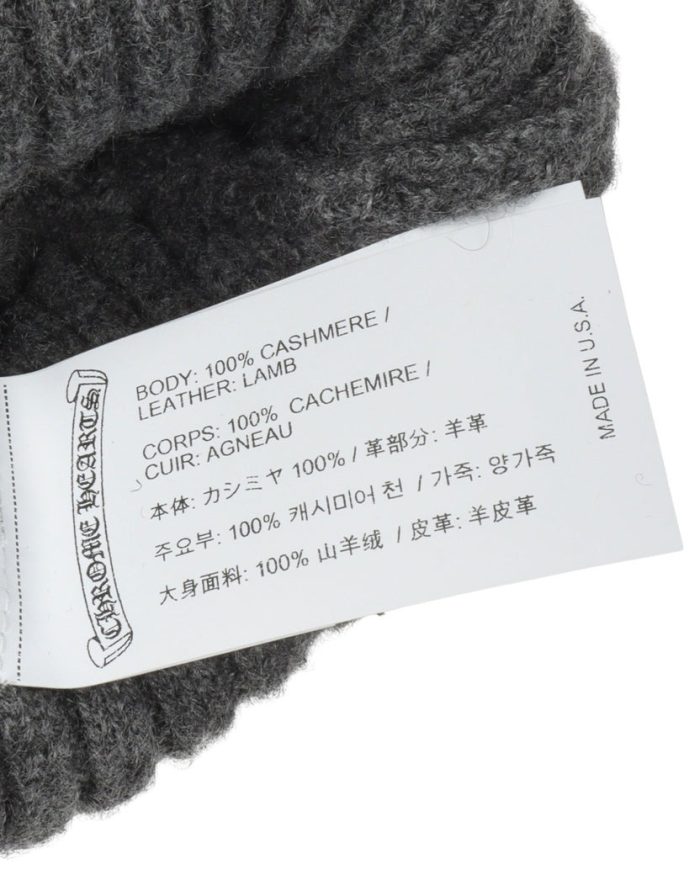 CHROME HEARTS
BODY: 100% CASHMERE /
LEATHER: LAMB
CORPS: 100% CACHEMIRE /
CUIR: AGNEAU
本体: カシミヤ 100% / 革部分: 羊革
주요부: 100% 캐시미어 천 / 가죽: 양가죽
大身面料: 100% 山羊绒 / 皮革: 羊皮革
MADE IN U.S.A.